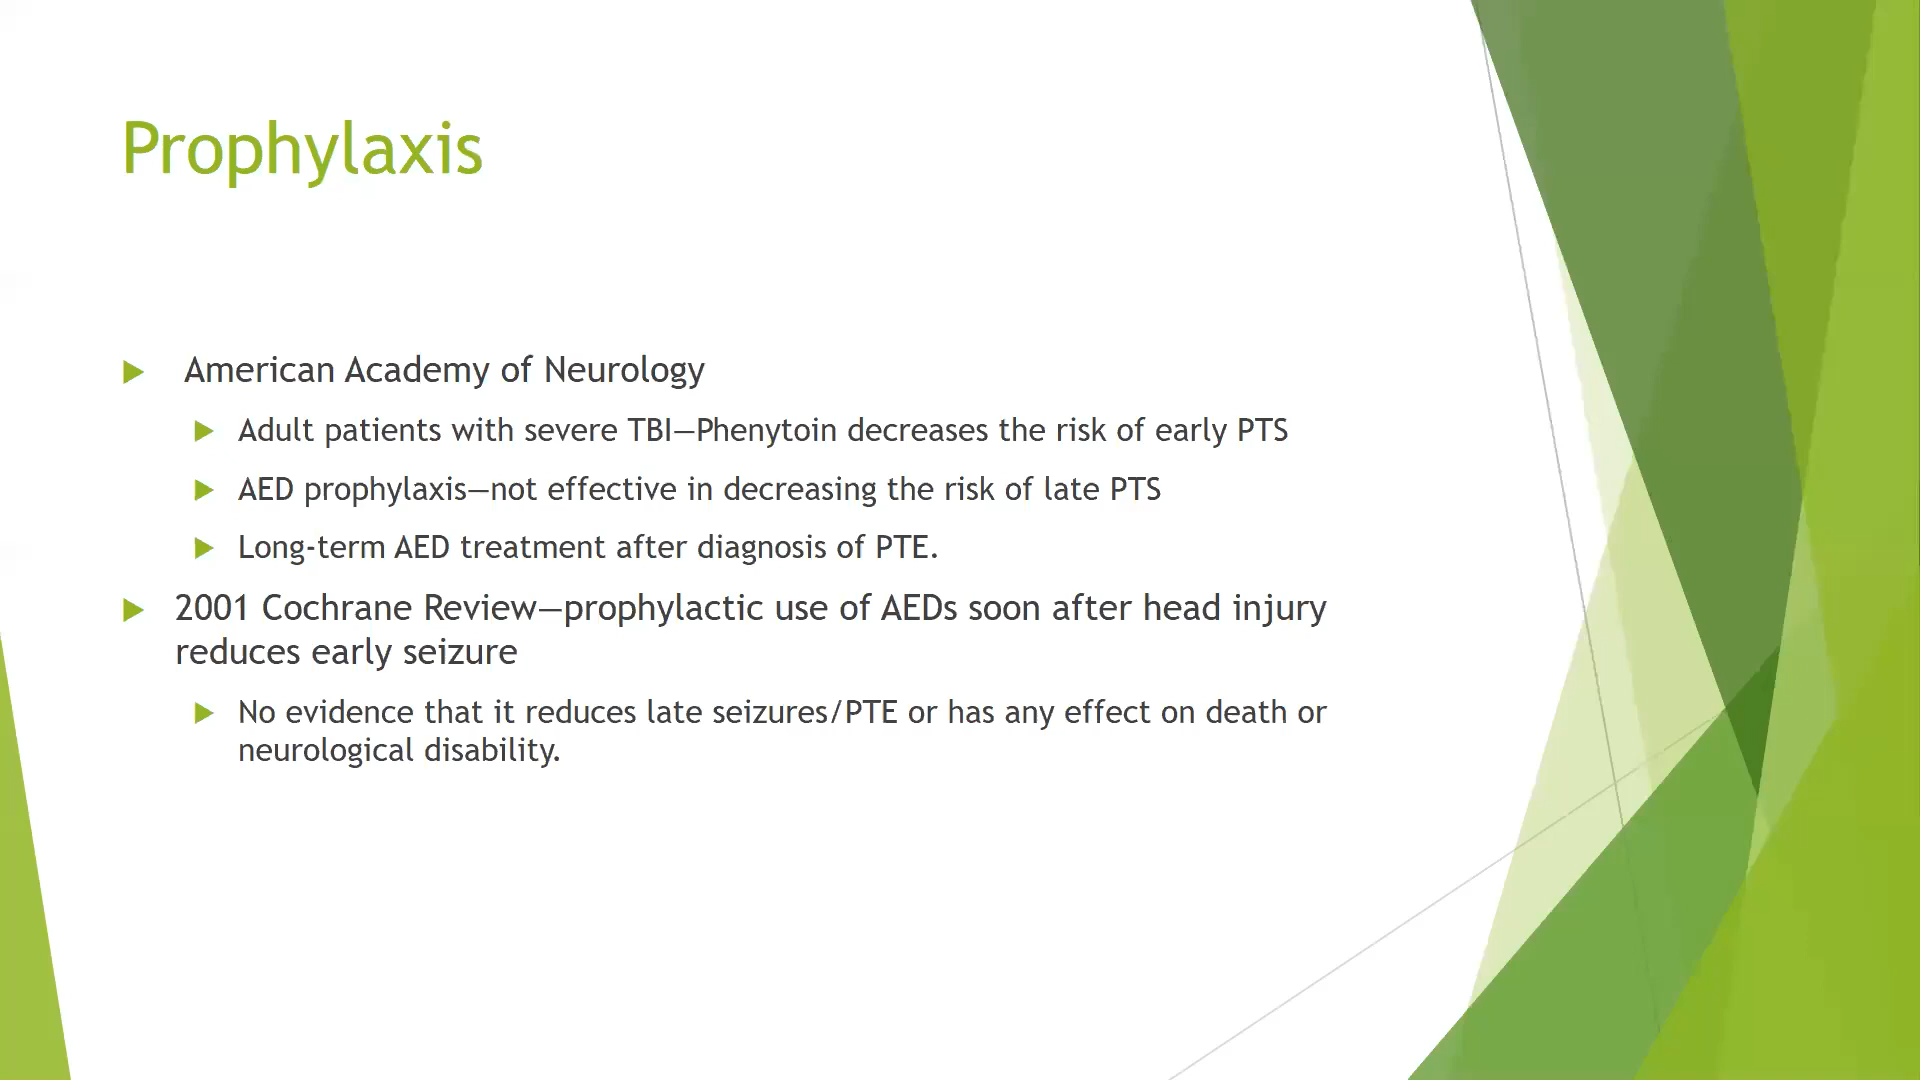 Prophylaxis
American Academy of Neurology
Adult patients with severe TBI—Phenytoin decreases the risk of early PTS
AED prophylaxis—not effective in decreasing the risk of late PTS
Long-term AED treatment after diagnosis of PTE.
2001 Cochrane Review—prophylactic use of AEDs soon after head injury
reduces early seizure
No evidence that it reduces late seizures/PTE or has any effect on death or
neurological disability.